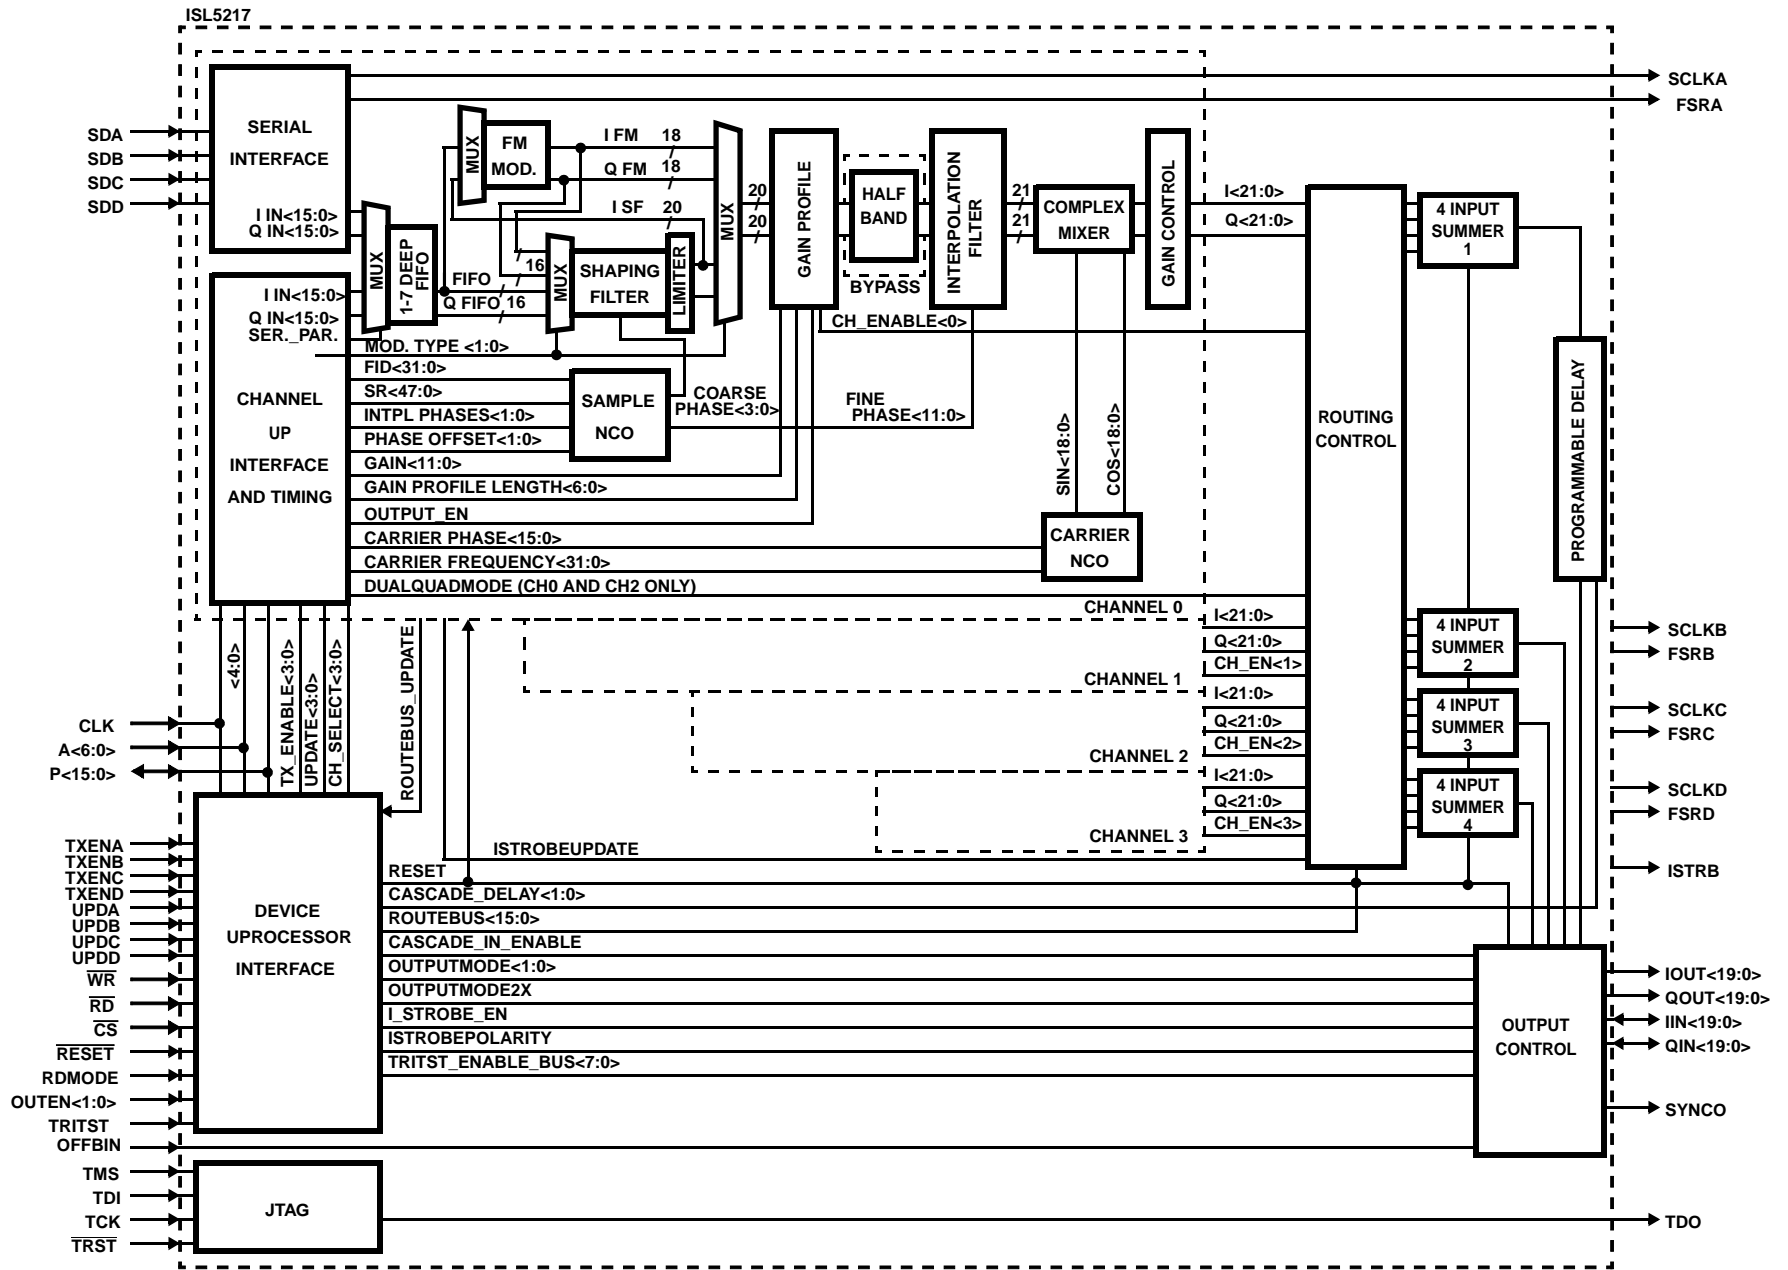 ISL5217
SCLKA
FSRA
SDA
SDB
SDC
SDD
SERIAL
INTERFACE
I IN<15:0>
Q IN<15:0>
I IN<15:0>
Q IN<15:0>
SER._PAR.
CHANNEL
UP
INTERFACE
AND TIMING
MUX
1-7 DEEP
FIFO
FIFO
Q FIFO
16
16
MUX
FM
MOD.
I FM
18
Q FM
18
I SF
20
MUX
SHAPING
FILTER
LIMITER
MUX
20
20
GAIN PROFILE
HALF
BAND
BYPASS
INTERPOLATION
FILTER
21
21
COMPLEX
MIXER
GAIN CONTROL
I<21:0>
Q<21:0>
CH_ENABLE<0>
MOD. TYPE <1:0>
FID<31:0>
SR<47:0>
INTPL PHASES<1:0>
PHASE OFFSET<1:0>
GAIN<11:0>
GAIN PROFILE LENGTH<6:0>
OUTPUT_EN
CARRIER PHASE<15:0>
CARRIER FREQUENCY<31:0>
DUALQUADMODE (CH0 AND CH2 ONLY)
SAMPLE
NCO
COARSE
PHASE<3:0>
FINE
PHASE<11:0>
SIN<18:0>
COS<18:0>
CARRIER
NCO
ROUTING
CONTROL
4 INPUT
SUMMER
1
PROGRAMMABLE DELAY
CHANNEL 0
I<21:0>
Q<21:0>
CH_EN<1>
CHANNEL 1
I<21:0>
Q<21:0>
CH_EN<2>
CHANNEL 2
I<21:0>
Q<21:0>
CH_EN<3>
CHANNEL 3
4 INPUT
SUMMER
2
4 INPUT
SUMMER
3
4 INPUT
SUMMER
4
SCLKB
FSRB
SCLKC
FSRC
SCLKD
FSRD
ISTRB
<4:0>
TX_ENABLE<3:0>
UPDATE<3:0>
CH_SELECT<3:0>
ROUTEBUS_UPDATE
CLK
A<6:0>
P<15:0>
TXENA
TXENB
TXENC
TXEND
UPDA
UPDB
UPDC
UPDD
WR
RD
CS
RESET
RDMODE
OUTEN<1:0>
TRITST
OFFBIN
DEVICE
UPROCESSOR
INTERFACE
ISTROBEUPDATE
RESET
CASCADE_DELAY<1:0>
ROUTEBUS<15:0>
CASCADE_IN_ENABLE
OUTPUTMODE<1:0>
OUTPUTMODE2X
I_STROBE_EN
ISTROBEPOLARITY
TRITST_ENABLE_BUS<7:0>
OUTPUT
CONTROL
IOUT<19:0>
QOUT<19:0>
IIN<19:0>
QIN<19:0>
SYNCO
TMS
TDI
TCK
TRST
JTAG
TDO